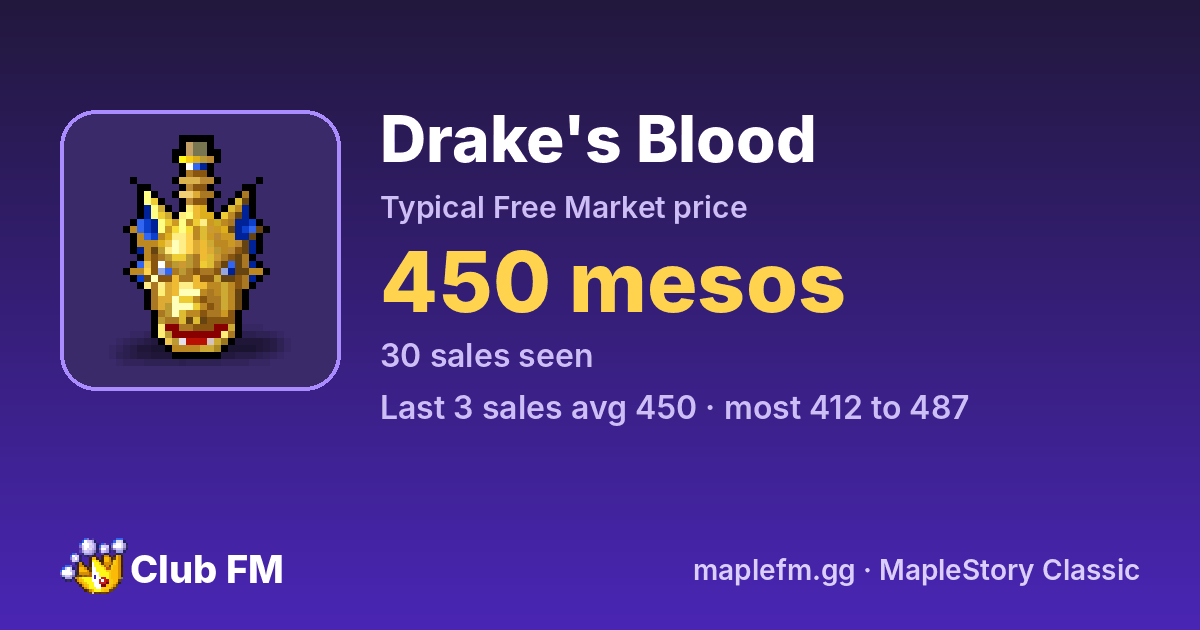 Drake's Blood
Typical Free Market price
450 mesos
30 sales seen
Last 3 sales avg 450 · most 412 to 487
Club FM
maplefm.gg · MapleStory Classic